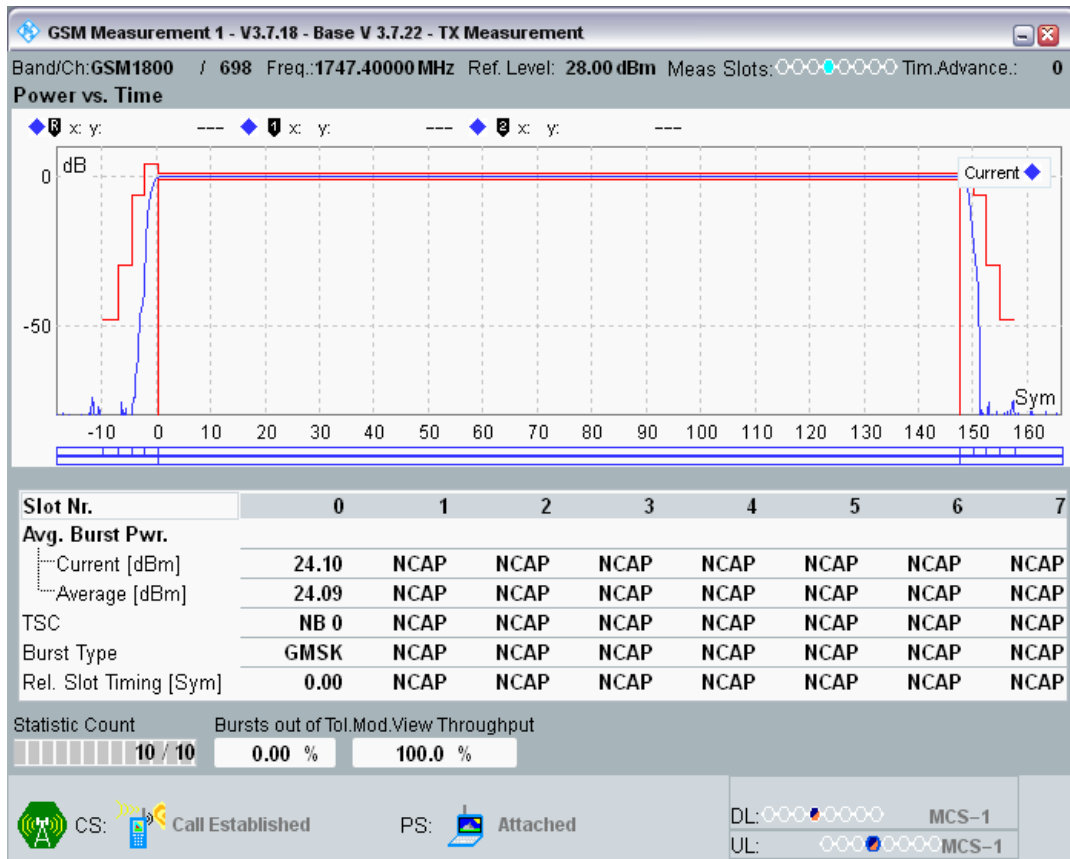 GSM Measurement 1 - V3.7.18 - Base V 3.7.22 - TX Measurement
Band/Ch:GSM1800 / 698 Freq.:1747.40000 MHz Ref. Level: 28.00 dBm Meas Slots: Tim.Advance.: 0
Power vs. Time
R x: y: --- 1 x: y: --- 2 x: y: ---
dB
Current
0
-50
Sym
-10 0 10 20 30 40 50 60 70 80 90 100 110 120 130 140 150 160
Slot Nr. 0 1 2 3 4 5 6 7
Avg. Burst Pwr.
Current [dBm] 24.10 NCAP NCAP NCAP NCAP NCAP NCAP NCAP
Average [dBm] 24.09 NCAP NCAP NCAP NCAP NCAP NCAP NCAP
TSC NB 0 NCAP NCAP NCAP NCAP NCAP NCAP NCAP
Burst Type GMSK NCAP NCAP NCAP NCAP NCAP NCAP NCAP
Rel. Slot Timing [Sym] 0.00 NCAP NCAP NCAP NCAP NCAP NCAP NCAP
Statistic Count Bursts out of Tol.Mod.View Throughput
10 / 10 0.00 % 100.0 %
CS: Call Established PS: Attached DL: MCS-1
UL: MCS-1